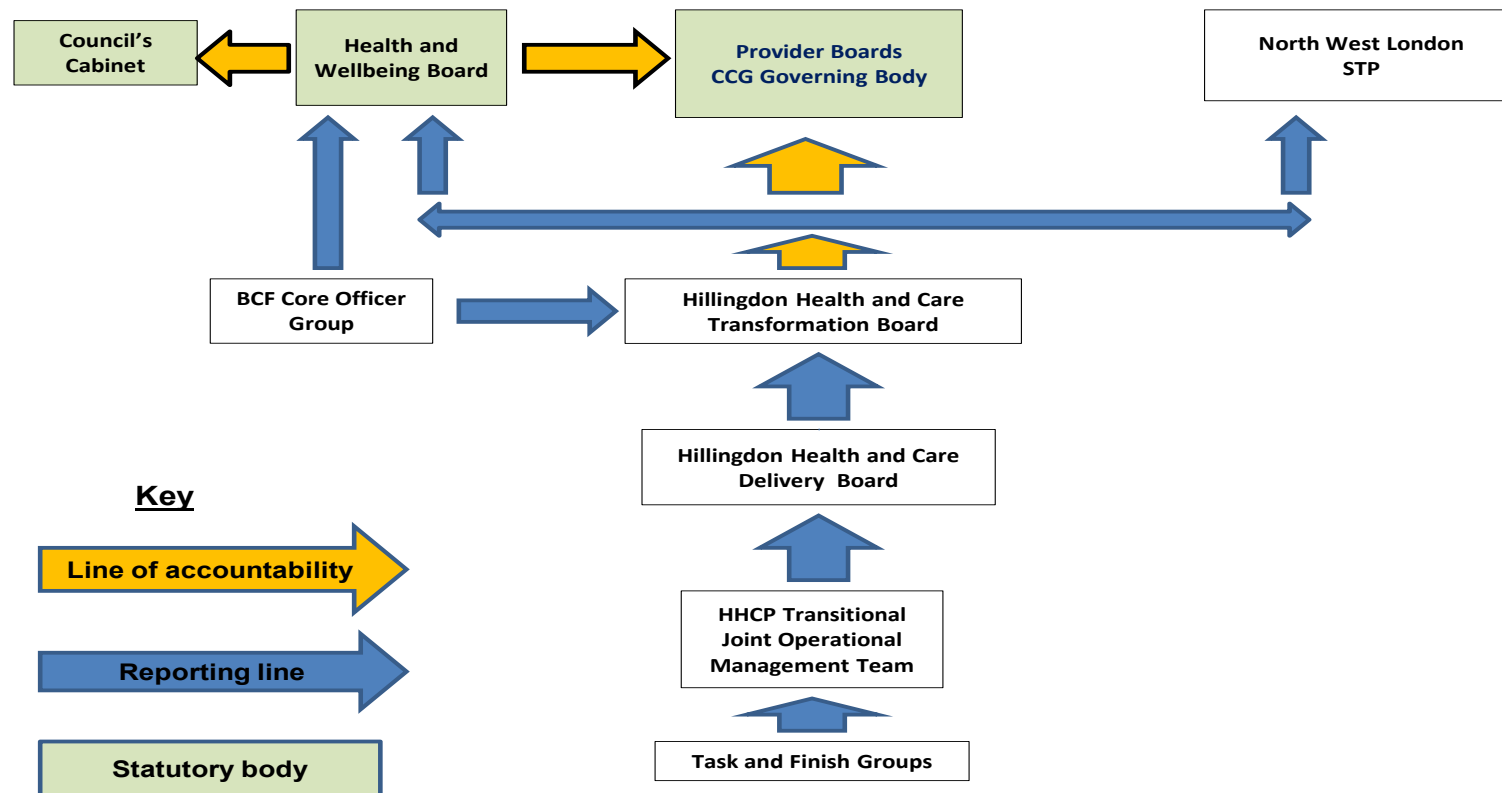 Council's
Cabinet
Health and
Wellbeing Board
Provider Boards
CCG Governing Body
North West London
STP
BCF Core Officer
Group
Hillingdon Health and Care
Transformation Board
Hillingdon Health and Care
Delivery Board
Key
Line of accountability
Reporting line
Statutory body
HHCP Transitional
Joint Operational
Management Team
Task and Finish Groups